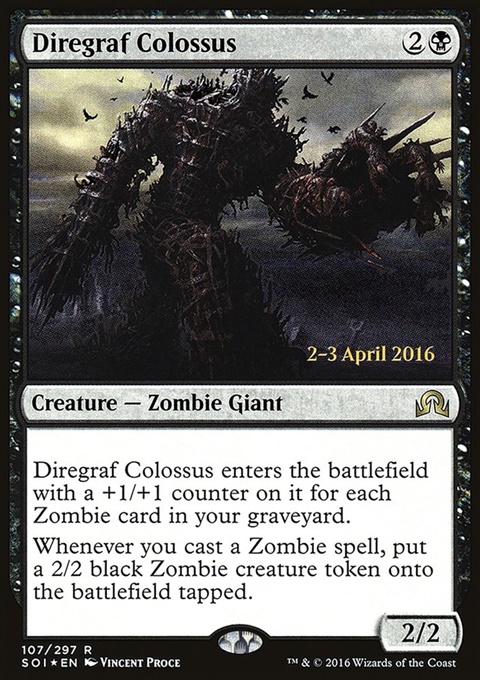 Diregraf Colossus 2
2–3 April 2016
Creature — Zombie Giant
Diregraf Colossus enters the battlefield
with a +1/+1 counter on it for each
Zombie card in your graveyard.
Whenever you cast a Zombie spell, put
a 2/2 black Zombie creature token onto
the battlefield tapped.
2/2
107/297 R
SOI★EN Vincent Proce
™ & © 2016 Wizards of the Coast